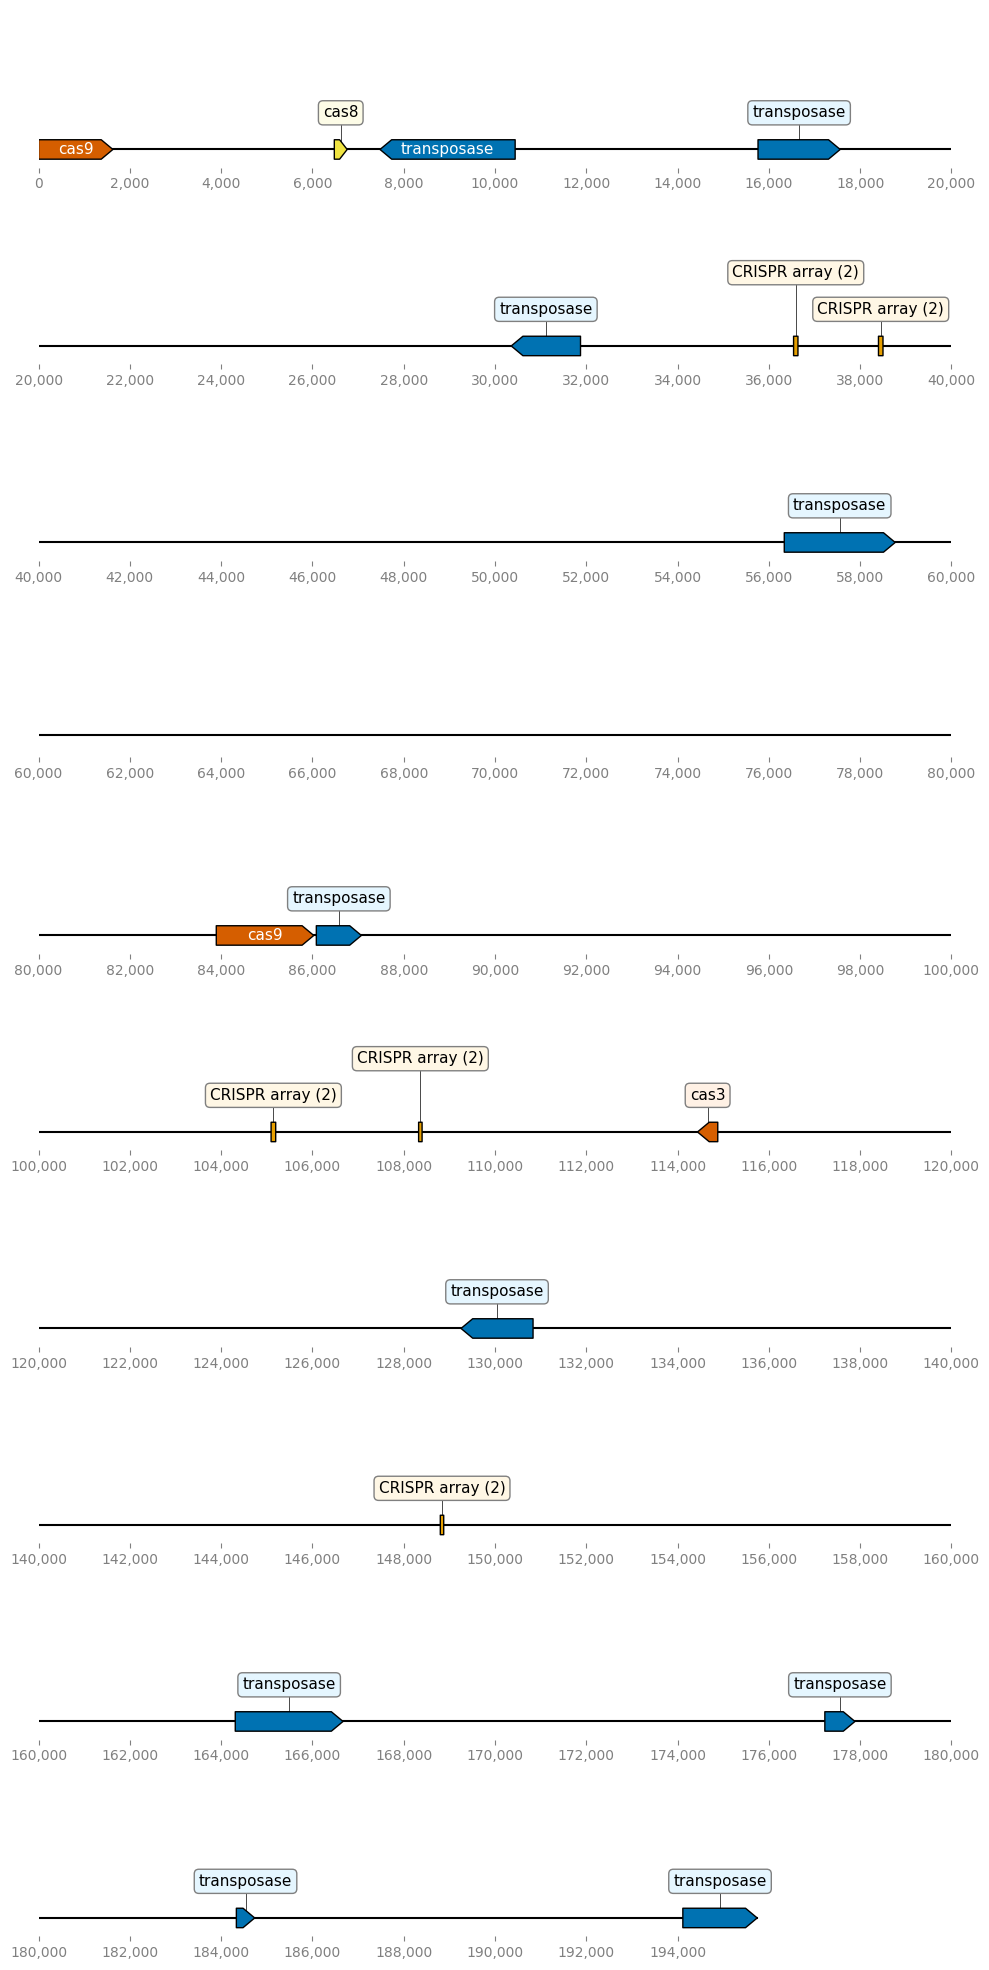 cas8 transposase
cas9 transposase
0 2,000 4,000 6,000 8,000 10,000 12,000 14,000 16,000 18,000 20,000
CRISPR array (2)
transposase CRISPR array (2)
20,000 22,000 24,000 26,000 28,000 30,000 32,000 34,000 36,000 38,000 40,000
transposase
40,000 42,000 44,000 46,000 48,000 50,000 52,000 54,000 56,000 58,000 60,000
60,000 62,000 64,000 66,000 68,000 70,000 72,000 74,000 76,000 78,000 80,000
transposase
cas9
80,000 82,000 84,000 86,000 88,000 90,000 92,000 94,000 96,000 98,000 100,000
CRISPR array (2)
CRISPR array (2) cas3
100,000 102,000 104,000 106,000 108,000 110,000 112,000 114,000 116,000 118,000 120,000
transposase
120,000 122,000 124,000 126,000 128,000 130,000 132,000 134,000 136,000 138,000 140,000
CRISPR array (2)
140,000 142,000 144,000 146,000 148,000 150,000 152,000 154,000 156,000 158,000 160,000
transposase transposase
160,000 162,000 164,000 166,000 168,000 170,000 172,000 174,000 176,000 178,000 180,000
transposase transposase
180,000 182,000 184,000 186,000 188,000 190,000 192,000 194,000